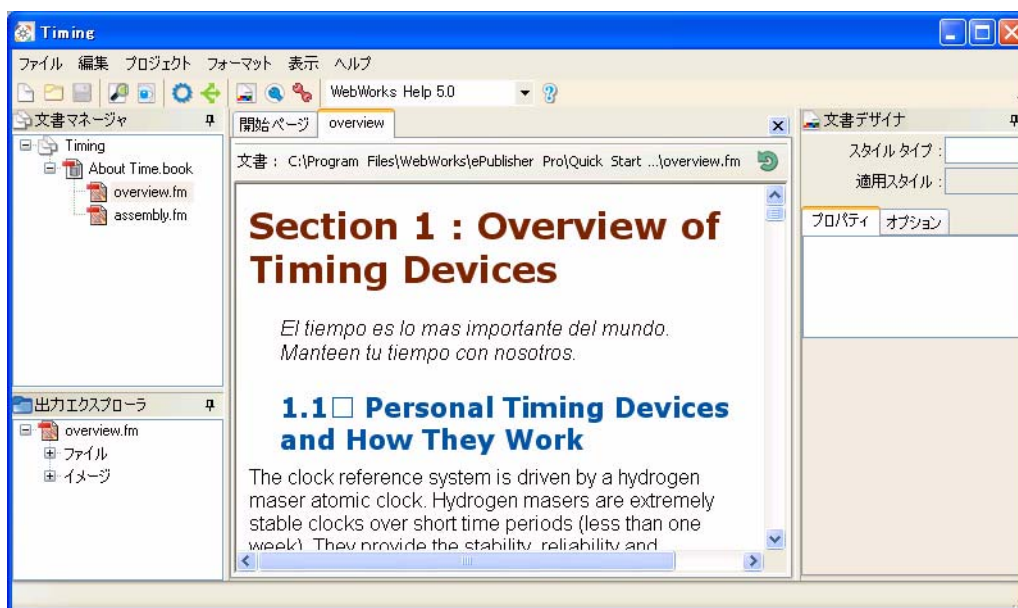 Timing
ファイル 編集 プロジェクト フォーマット 表示 ヘルプ
WebWorks Help 5.0
文書マネージャ
Timing
About Time.book
overview.fm
assembly.fm
出力エクスプローラ
overview.fm
ファイル
イメージ
開始ページ overview
文書 : C:\Program Files\WebWorks\ePublisher Pro\Quick Start ...\overview.fm
Section 1 : Overview of
Timing Devices
El tiempo es lo mas importante del mundo.
Manteen tu tiempo con nosotros.
1.1□ Personal Timing Devices
and How They Work
The clock reference system is driven by a hydrogen
maser atomic clock. Hydrogen masers are extremely
stable clocks over short time periods (less than one
week). They provide the stability, reliability and
文書デザイナ
スタイル タイプ :
適用スタイル :
プロパティ オプション